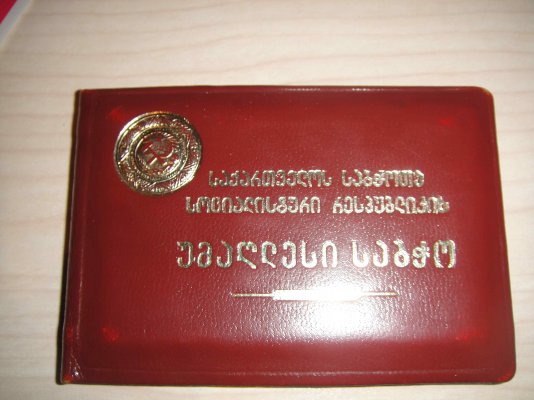 საქართველოს საბჭოთა
სოციალისტური რესპუბლიკის
უმაღლესი საბჭო